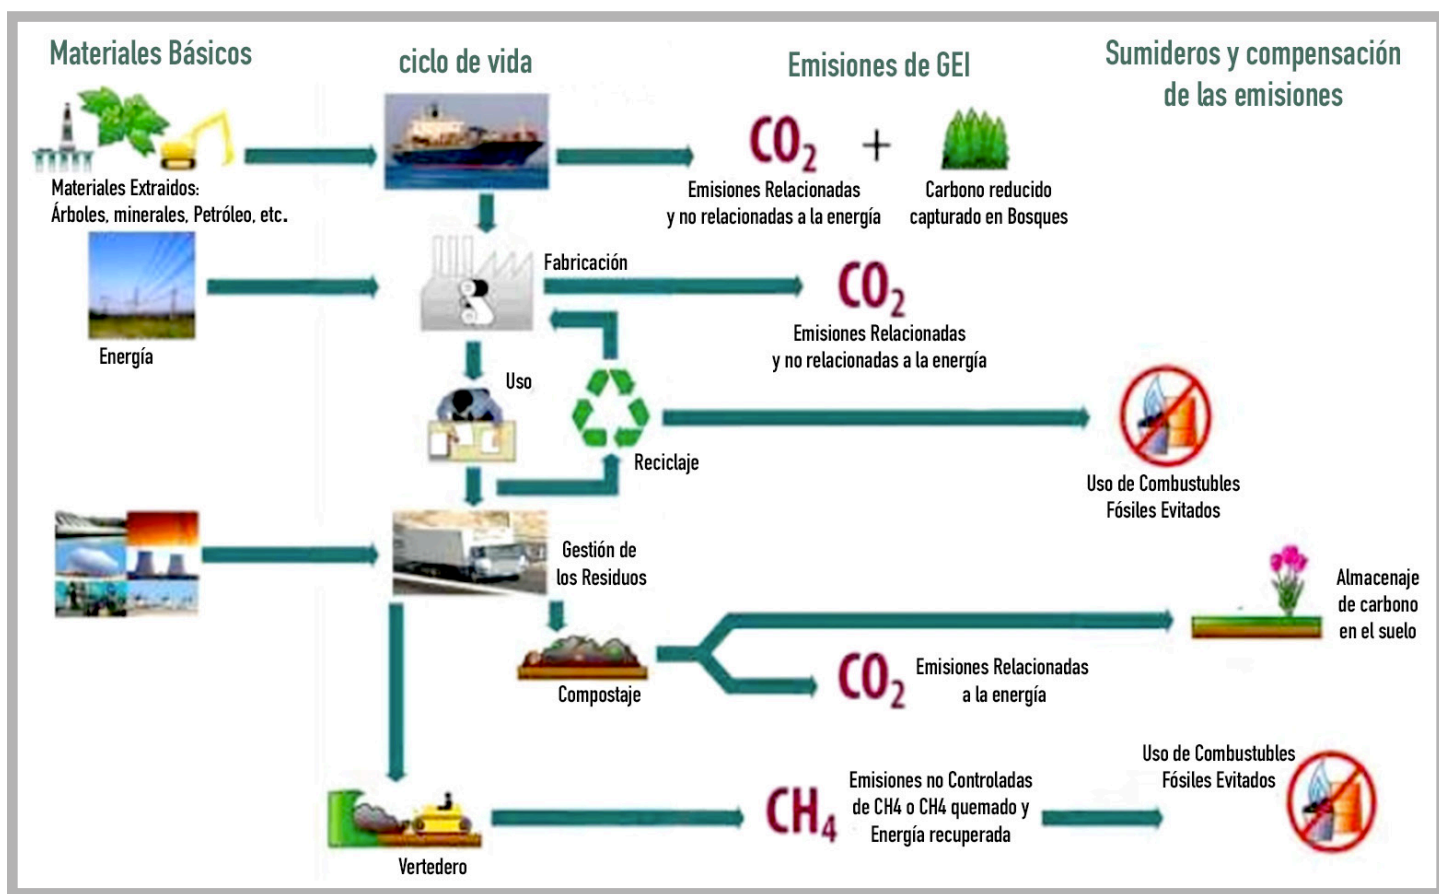 Materiales Básicos
ciclo de vida
Emisiones de GEI
Sumideros y compensación
de las emisiones
Materiales Extraidos:
Árboles, minerales, Petróleo, etc.
CO2
+
Emisiones Relacionadas
y no relacionadas a la energía
Carbono reducido
capturado en Bosques
Energía
Fabricación
CO2
Emisiones Relacionadas
y no relacionadas a la energía
Uso
Reciclaje
Uso de Combustubles
Fósiles Evitados
Gestión de
los Residuos
Almacenaje
de carbono
en el suelo
Compostaje
CO2
Emisiones Relacionadas
a la energía
Vertedero
CH4
Emisiones no Controladas
de CH4 o CH4 quemado y
Energía recuperada
Uso de Combustubles
Fósiles Evitados